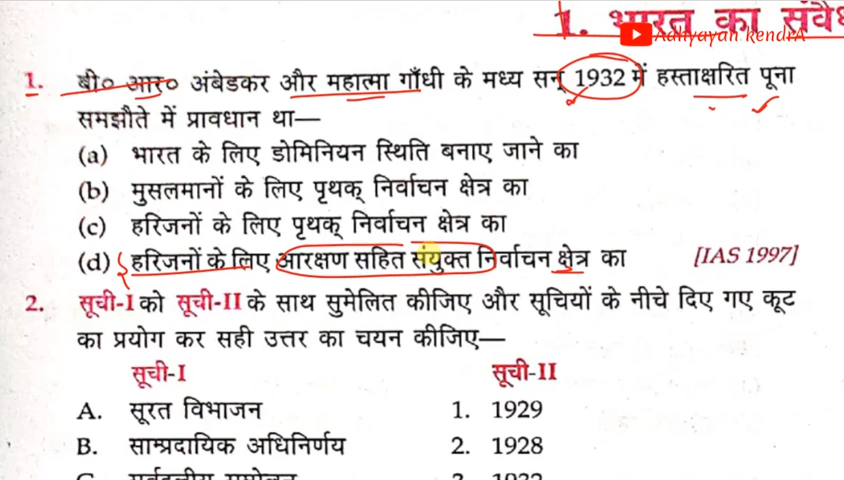 1. भारत का संवैध
Adhyayan kendrA
1. बी० आर० अंबेडकर और महात्मा गाँधी के मध्य सन् 1932 में हस्ताक्षरित पूना
समझौते में प्रावधान था—
(a) भारत के लिए डोमिनियन स्थिति बनाए जाने का
(b) मुसलमानों के लिए पृथक् निर्वाचन क्षेत्र का
(c) हरिजनों के लिए पृथक् निर्वाचन क्षेत्र का
(d) हरिजनों के लिए आरक्षण सहित संयुक्त निर्वाचन क्षेत्र का [IAS 1997]
2. सूची-I को सूची-II के साथ सुमेलित कीजिए और सूचियों के नीचे दिए गए कूट
का प्रयोग कर सही उत्तर का चयन कीजिए—
सूची-I सूची-II
A. सूरत विभाजन 1. 1929
B. साम्प्रदायिक अधिनिर्णय 2. 1928